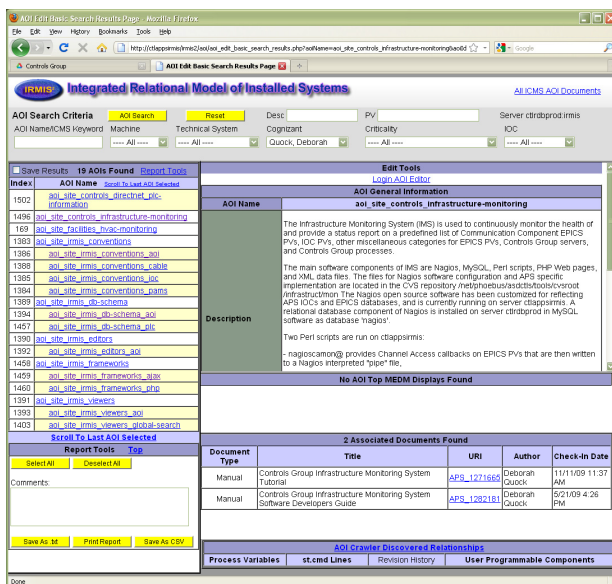 AOI Edit Basic Search Results Page - Mozilla Firefox
File Edit View History Bookmarks Tools Help
http://ctlappsirmis/irmis2/aoi/aoi_edit_basic_search_results.php?aoiName=aoi_site_controls_infrastructure-monitoring&aoiId
Google
Controls Group
AOI Edit Basic Search Results Page
IRMIS
Integrated Relational Model of Installed Systems
All ICMS AOI Documents
AOI Search Criteria
AOI Search
Reset
Desc
PV
Server ctlrdbprod irmis
AOI Name/ICMS Keyword
Machine
Technical System
Cognizant
Criticality
IOC
---- All ----
---- All ----
Quock, Deborah
---- All ----
---- All ----
Save Results 19 AOIs Found Report Tools
Index AOI Name Scroll To Last AOI Selected
1502 aoi_site_controls_directnet_plc-information
1496 aoi_site_controls_infrastructure-monitoring
169 aoi_site_facilities_hvac-monitoring
1383 aoi_site_irmis_conventions
1386 aoi_site_irmis_conventions_aoi
1388 aoi_site_irmis_conventions_cable
1385 aoi_site_irmis_conventions_ioc
1384 aoi_site_irmis_conventions_pams
1389 aoi_site_irmis_db-schema
1394 aoi_site_irmis_db-schema_aoi
1457 aoi_site_irmis_db-schema_plc
1390 aoi_site_irmis_editors
1392 aoi_site_irmis_editors_aoi
1458 aoi_site_irmis_frameworks
1459 aoi_site_irmis_frameworks_ajax
1460 aoi_site_irmis_frameworks_php
1391 aoi_site_irmis_viewers
1393 aoi_site_irmis_viewers_aoi
1403 aoi_site_irmis_viewers_global-search
Scroll To Last AOI Selected
Report Tools Top
Select All
Deselect All
Comments:
Save As .txt
Print Report
Save As CSV
Edit Tools
Login AOI Editor
AOI General Information
AOI Name
aoi_site_controls_infrastructure-monitoring
Description
The Infrastructure Monitoring System (IMS) is used to continuously monitor the health of
and provide a status report on a predefined list of Communication Component EPICS
PVs, IOC PVs, other miscellaneous categories for EPICS PVs, Controls Group servers,
and Controls Group processes.
The main software components of IMS are Nagios, MySQL, Perl scripts, PHP Web pages,
and XML data files. The files for Nagios software configuration and APS specific
implementation are located in the CVS repository /net/phoebus/asdctls/tools/cvsroot
/infrastruct/mon The Nagios open source software has been customized for reflecting
APS IOCs and EPICS databases, and is currently running on server ctlappsirmis. A
relational database component of Nagios is installed on server ctlrdprod in MySQL
software as database 'nagios'.
Two Perl scripts are run on ctlappsirmis:
- nagioscamon@ provides Channel Access callbacks on EPICS PVs that are then written
to a Nagios interpreted "pipe" file,
No AOI Top MEDM Displays Found
2 Associated Documents Found
Document Type Title URI Author Check-In Date
Manual Controls Group Infrastructure Monitoring System Tutorial APS_1271665 Deborah Quock 11/11/09 11:37 AM
Manual Controls Group Infrastructure Monitoring System Software Developers Guide APS_1282181 Deborah Quock 5/21/09 4:26 PM
AOI Crawler Discovered Relationships
Process Variables st.cmd Lines Revision History User Programmable Components
Done